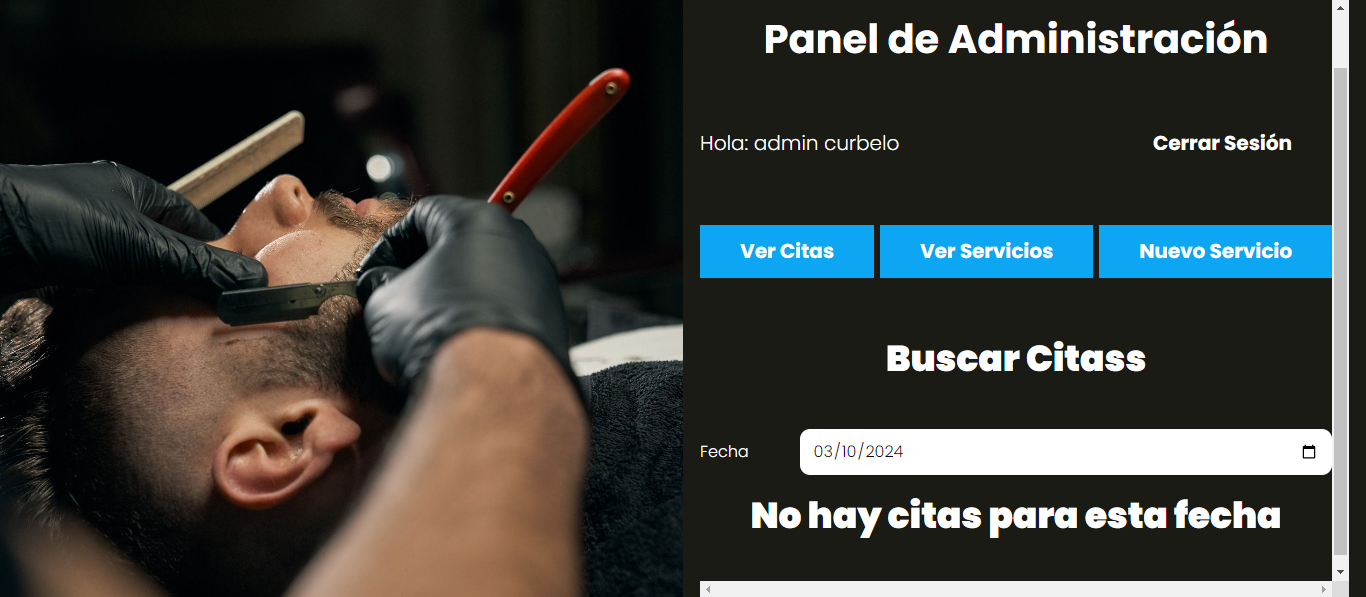 Panel de Administración
Hola: admin curbelo
Cerrar Sesión
Ver Citas
Ver Servicios
Nuevo Servicio
Buscar Citass
Fecha
03/10/2024
No hay citas para esta fecha